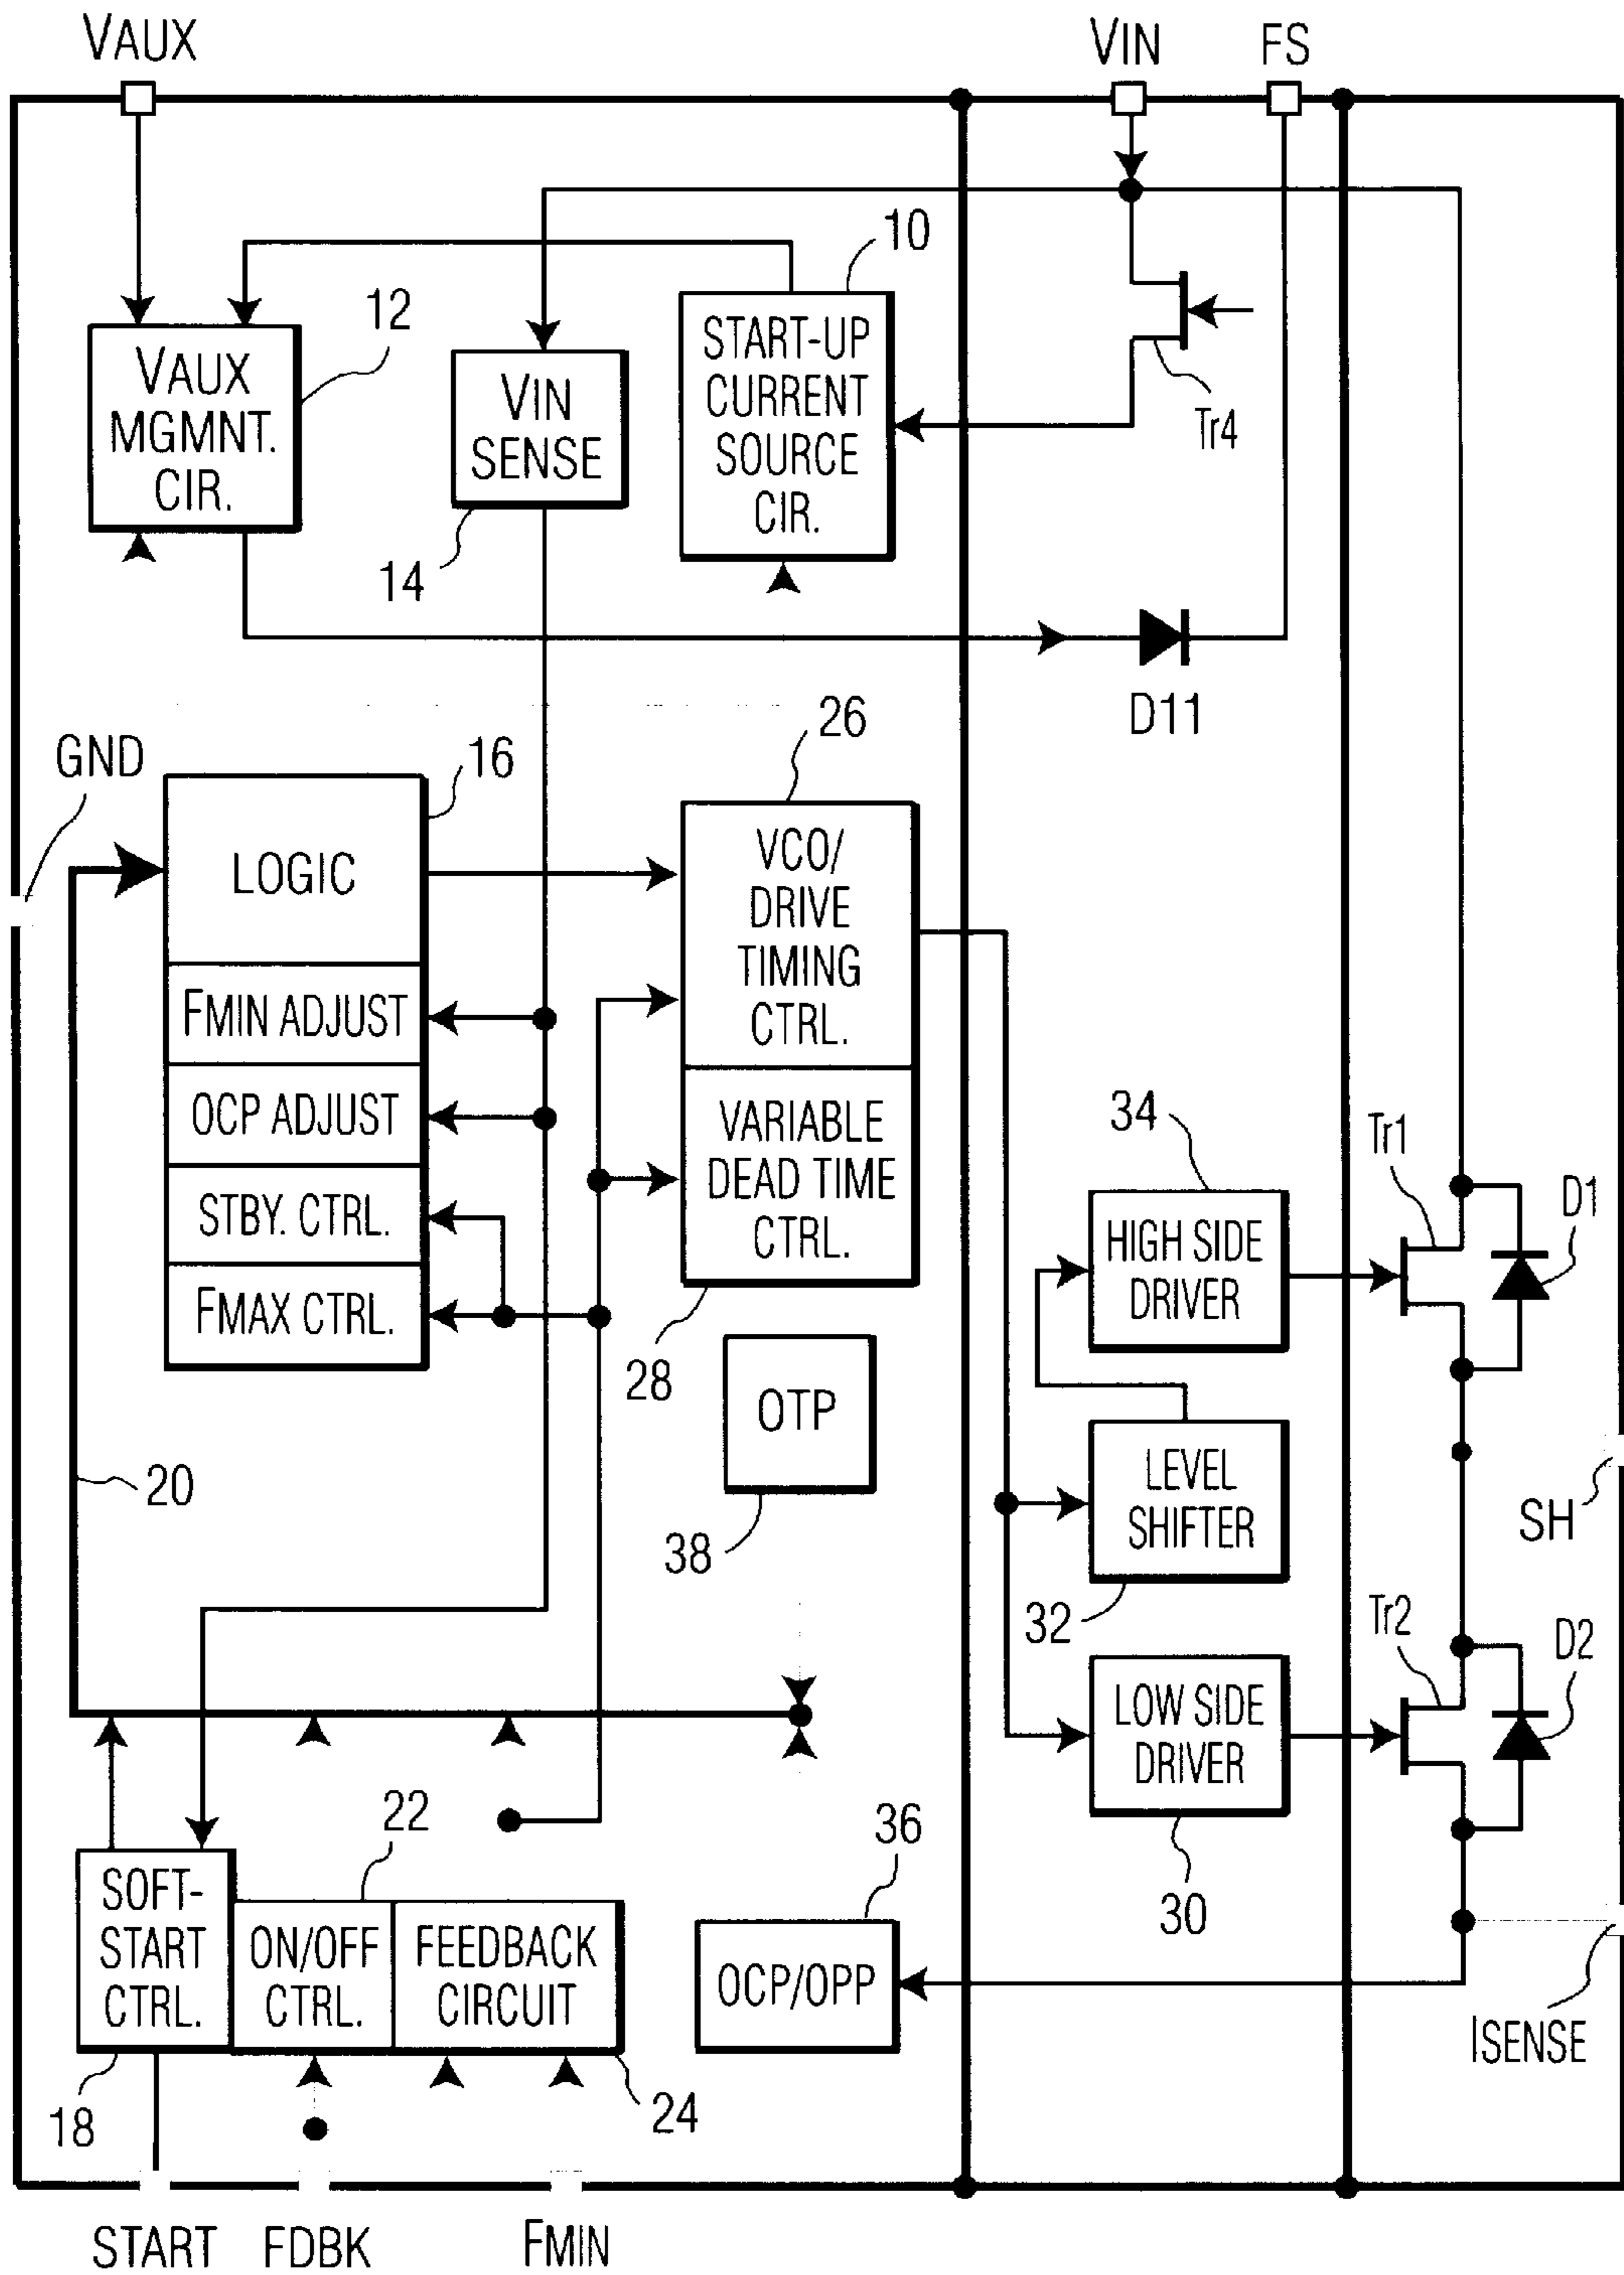 VAUX
VIN
FS
10
12
START-UP
CURRENT
SOURCE
CIR.
VAUX
MGMNT.
CIR.
VIN
SENSE
Tr4
14
D11
GND
16
26
LOGIC
VCO/
DRIVE
TIMING
CTRL.
FMIN ADJUST
OCP ADJUST
STBY. CTRL.
FMAX CTRL.
VARIABLE
DEAD TIME
CTRL.
34
Tr1
D1
HIGH SIDE
DRIVER
28
OTP
20
LEVEL
SHIFTER
SH
38
32
Tr2
D2
LOW SIDE
DRIVER
22
36
30
SOFT-
START
CTRL.
ON/OFF
CTRL.
FEEDBACK
CIRCUIT
OCP/OPP
ISENSE
18
24
START
FDBK
FMIN